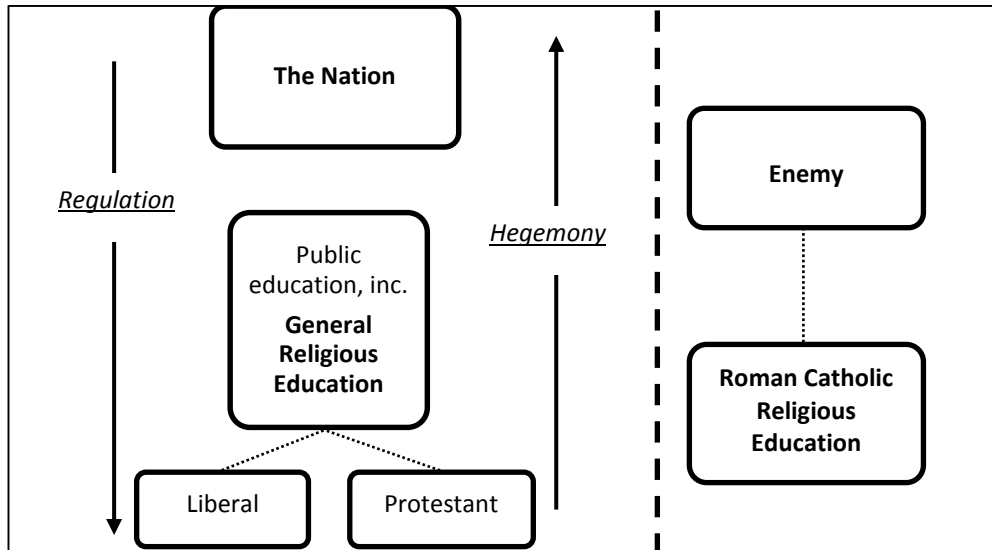 The Nation
Regulation
Hegemony
Public
education, inc.
General
Religious
Education
Liberal
Protestant
Enemy
Roman Catholic
Religious
Education